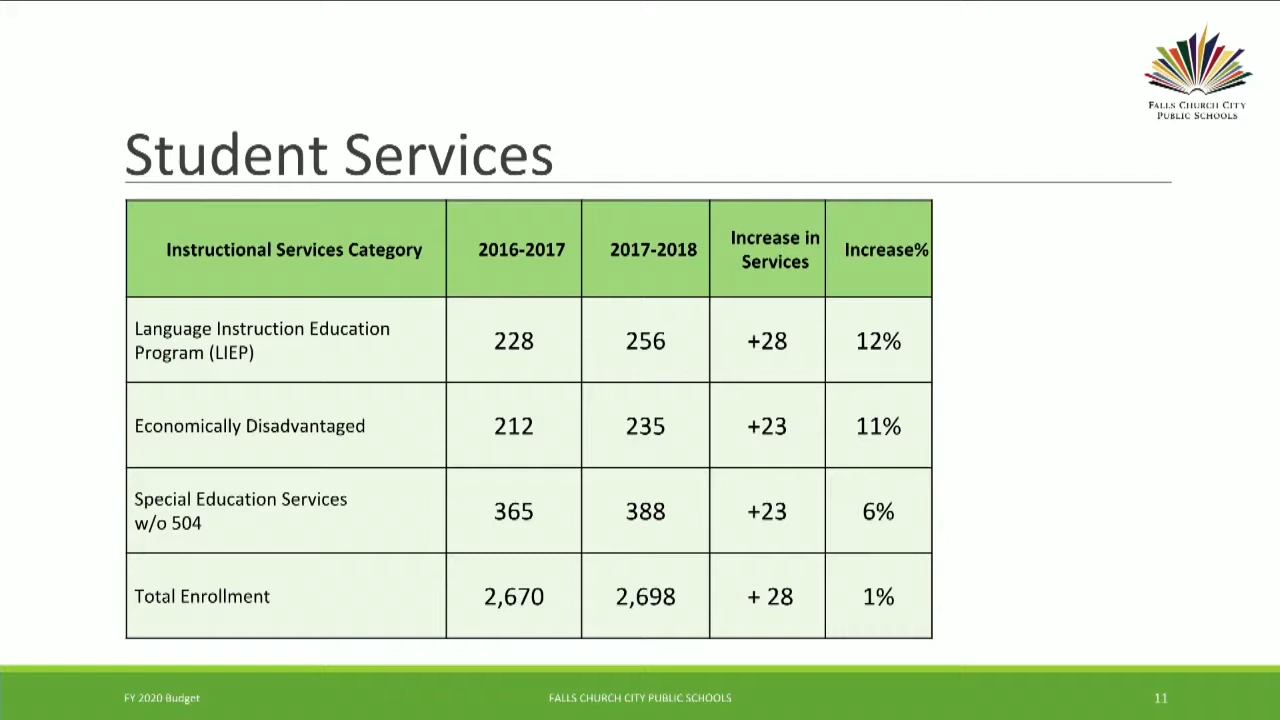 FALLS CHURCH CITY
PUBLIC SCHOOLS
Student Services
Instructional Services Category 2016-2017 2017-2018 Increase in Services Increase%
Language Instruction Education
Program (LIEP) 228 256 +28 12%
Economically Disadvantaged 212 235 +23 11%
Special Education Services
w/o 504 365 388 +23 6%
Total Enrollment 2,670 2,698 + 28 1%
FY 2020 Budget FALLS CHURCH CITY PUBLIC SCHOOLS 11